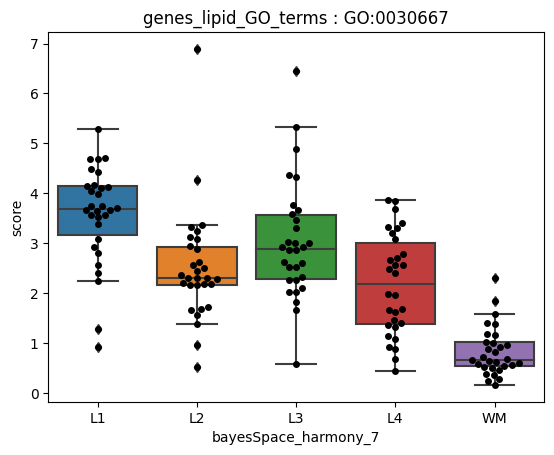 genes_lipid_GO_terms : GO:0030667
7
6
5
4
3
2
1
0
score
L1 L2 L3 L4 WM
bayesSpace_harmony_7